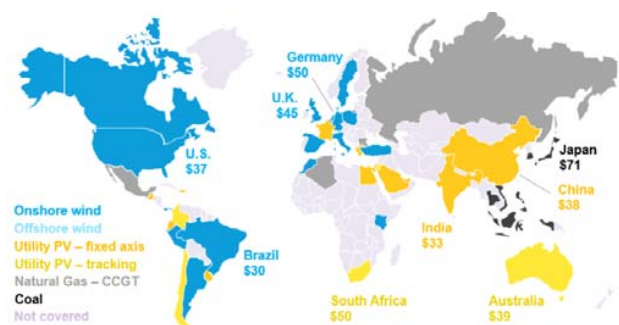 Germany
$50
U.K.
$45
U.S.
$37
Japan
$71
China
$38
India
$33
Brazil
$30
South Africa
$50
Australia
$39
Onshore wind
Offshore wind
Utility PV – fixed axis
Utility PV – tracking
Natural Gas – CCGT
Coal
Not covered